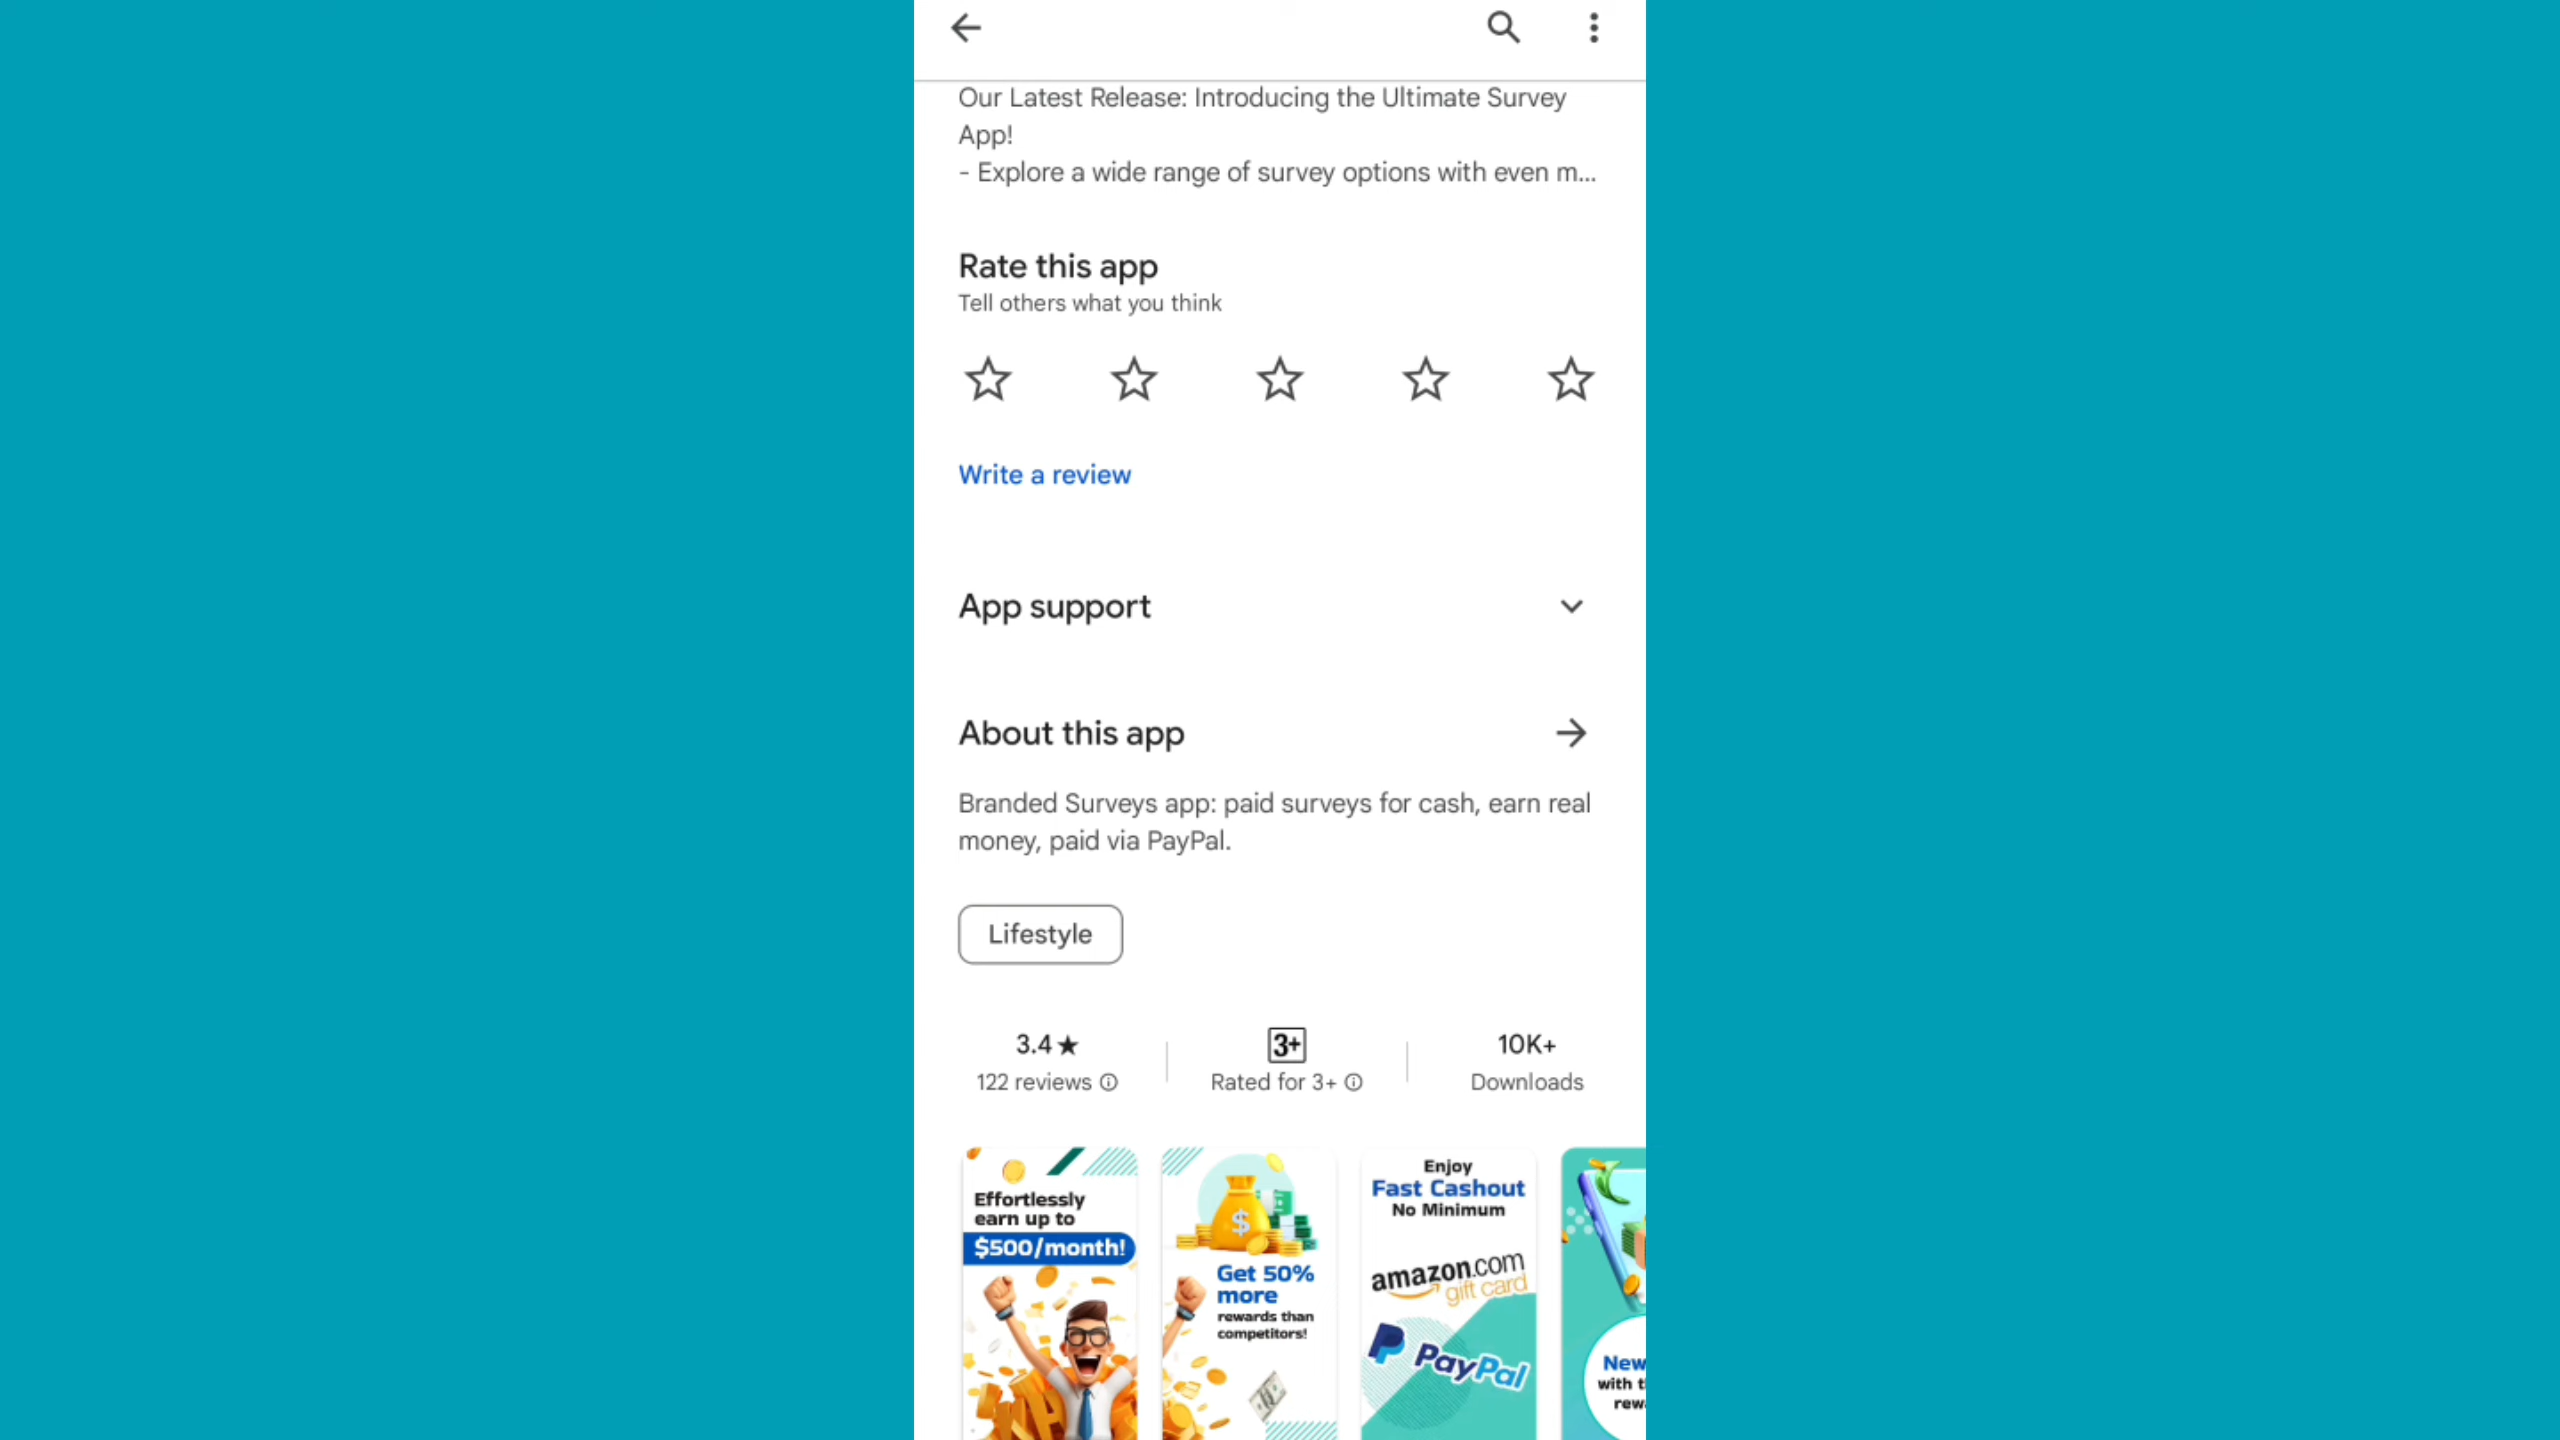 Our Latest Release: Introducing the Ultimate Survey
App!
- Explore a wide range of survey options with even m...
Rate this app
Tell others what you think
Write a review
App support
About this app
Branded Surveys app: paid surveys for cash, earn real
money, paid via PayPal.
Lifestyle
3.4★
122 reviews
3+
Rated for 3+
10K+
Downloads
Effortlessly
earn up to
$500/month!
$
Get 50%
more
rewards than
competitors!
Enjoy
Fast Cashout
No Minimum
amazon.com
gift card
PayPal
New
with t
rew